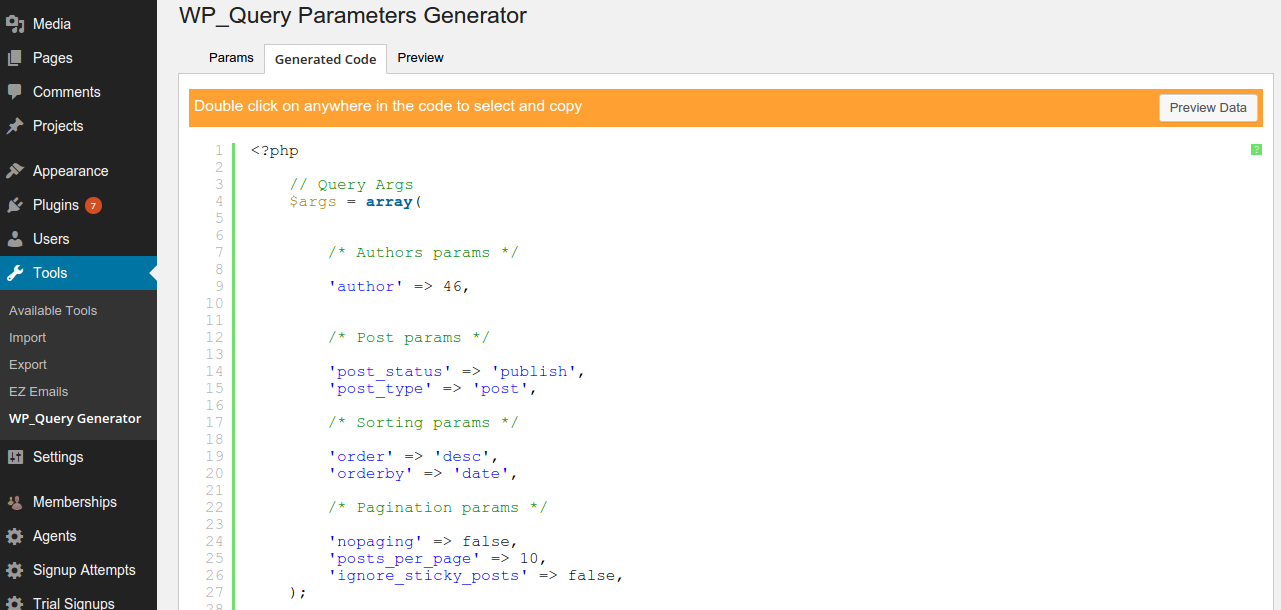 Media
Pages
Comments
Projects
Appearance
Plugins 7
Users
Tools
Available Tools
Import
Export
EZ Emails
WP_Query Generator
Settings
Memberships
Agents
Signup Attempts
Trial Signups
WP_Query Parameters Generator
Params Generated Code Preview
Double click on anywhere in the code to select and copy Preview Data
1 <?php ?
2
3 // Query Args
4 $args = array(
5
6
7 /* Authors params */
8
9 'author' => 46,
10
11
12 /* Post params */
13
14 'post_status' => 'publish',
15 'post_type' => 'post',
16
17 /* Sorting params */
18
19 'order' => 'desc',
20 'orderby' => 'date',
21
22 /* Pagination params */
23
24 'nopaging' => false,
25 'posts_per_page' => 10,
26 'ignore_sticky_posts' => false,
27 );
28